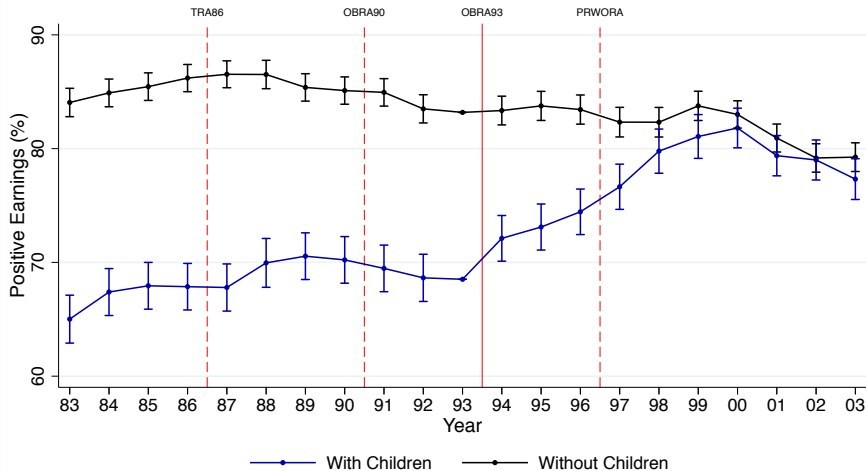 TRA86 OBRA90 OBRA93 PRWORA
90
80
70
60
Positive Earnings (%)
83 84 85 86 87 88 89 90 91 92 93 94 95 96 97 98 99 00 01 02 03
Year
With Children Without Children